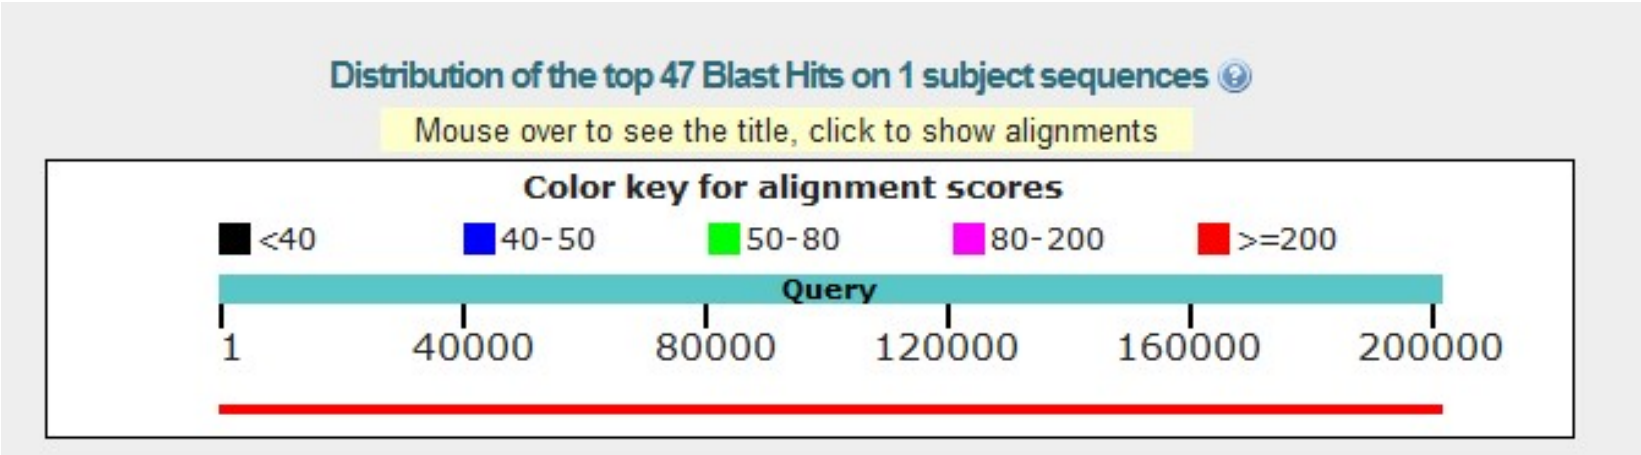 Distribution of the top 47 Blast Hits on 1 subject sequences ?
Mouse over to see the title, click to show alignments
Color key for alignment scores
<40 40-50 50-80 80-200 >=200
Query
1 40000 80000 120000 160000 200000